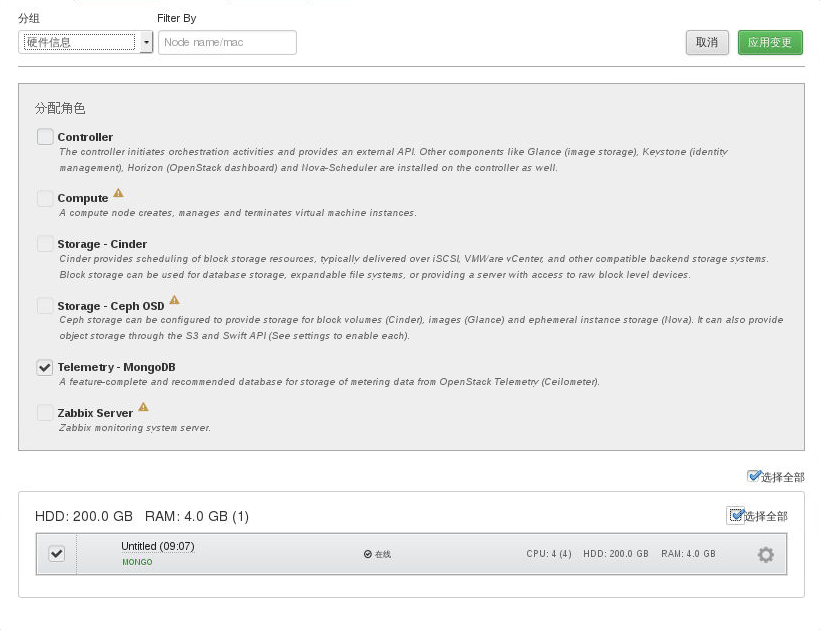 分组
Filter By
硬件信息
Node name/mac
取消
应用变更
分配角色
Controller
The controller initiates orchestration activities and provides an external API. Other components like Glance (image storage), Keystone (identity
management), Horizon (OpenStack dashboard) and Nova-Scheduler are installed on the controller as well.
Compute
A compute node creates, manages and terminates virtual machine instances.
Storage - Cinder
Cinder provides scheduling of block storage resources, typically delivered over iSCSI, VMWare vCenter, and other compatible backend storage systems.
Block storage can be used for database storage, expandable file systems, or providing a server with access to raw block level devices.
Storage - Ceph OSD
Ceph storage can be configured to provide storage for block volumes (Cinder), images (Glance) and ephemeral instance storage (Nova). It can also provide
object storage through the S3 and Swift API (See settings to enable each).
Telemetry - MongoDB
A feature-complete and recommended database for storage of metering data from OpenStack Telemetry (Ceilometer).
Zabbix Server
Zabbix monitoring system server.
选择全部
HDD: 200.0 GB RAM: 4.0 GB (1)
选择全部
Untitled (09:07)
MONGO
在线
CPU: 4 (4) HDD: 200.0 GB RAM: 4.0 GB